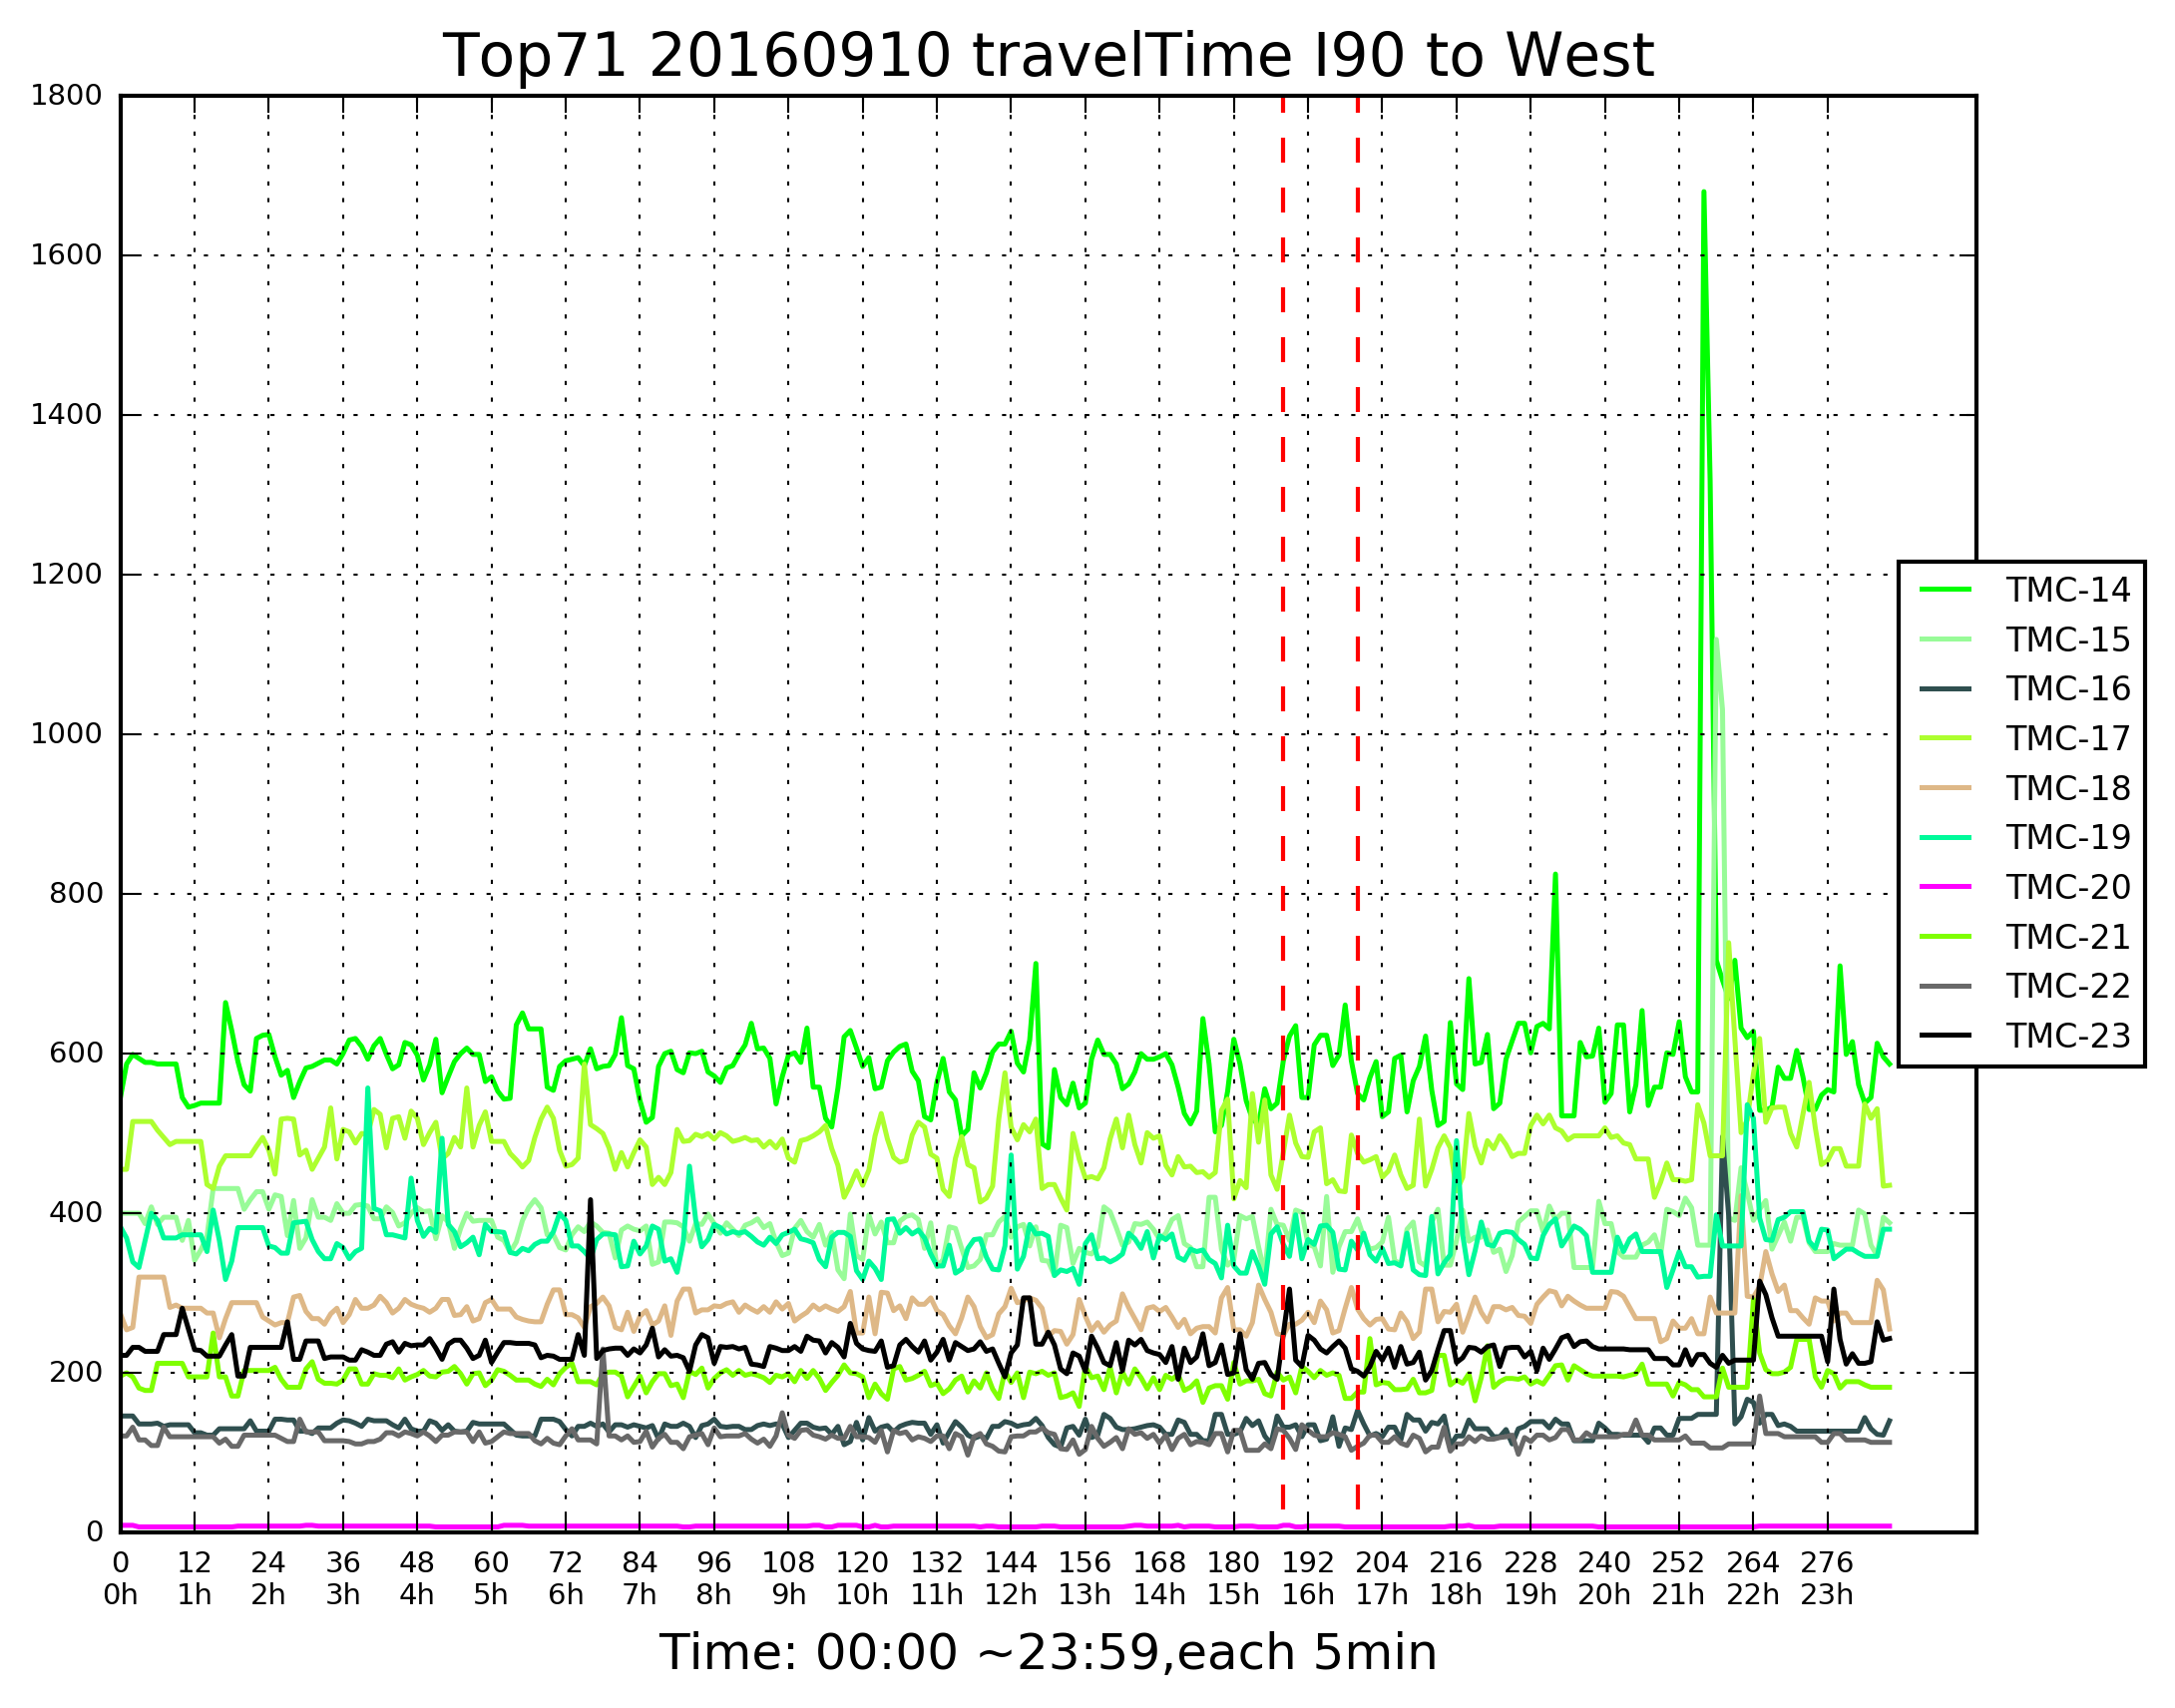 Top71 20160910 travelTime I90 to West
1800
1600
1400
1200
1000
800
600
400
200
0
TMC-14
TMC-15
TMC-16
TMC-17
TMC-18
TMC-19
TMC-20
TMC-21
TMC-22
TMC-23
0 12 24 36 48 60 72 84 96 108 120 132 144 156 168 180 192 204 216 228 240 252 264 276
0h 1h 2h 3h 4h 5h 6h 7h 8h 9h 10h 11h 12h 13h 14h 15h 16h 17h 18h 19h 20h 21h 22h 23h
Time: 00:00 ~23:59,each 5min